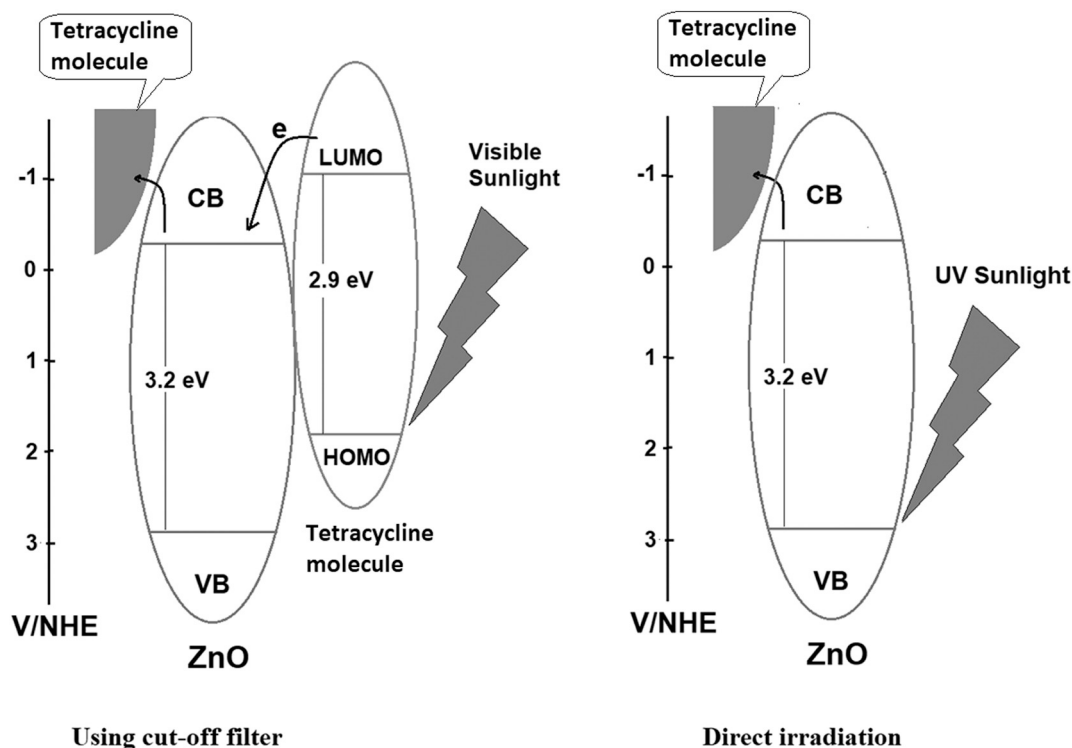 Tetracycline
molecule
e
LUMO
Visible
Sunlight
-1
CB
0
2.9 eV
1
3.2 eV
2
HOMO
Tetracycline
molecule
3
VB
V/NHE
ZnO
Using cut-off filter
Tetracycline
molecule
-1
CB
0
UV Sunlight
1
3.2 eV
2
3
VB
V/NHE
ZnO
Direct irradiation